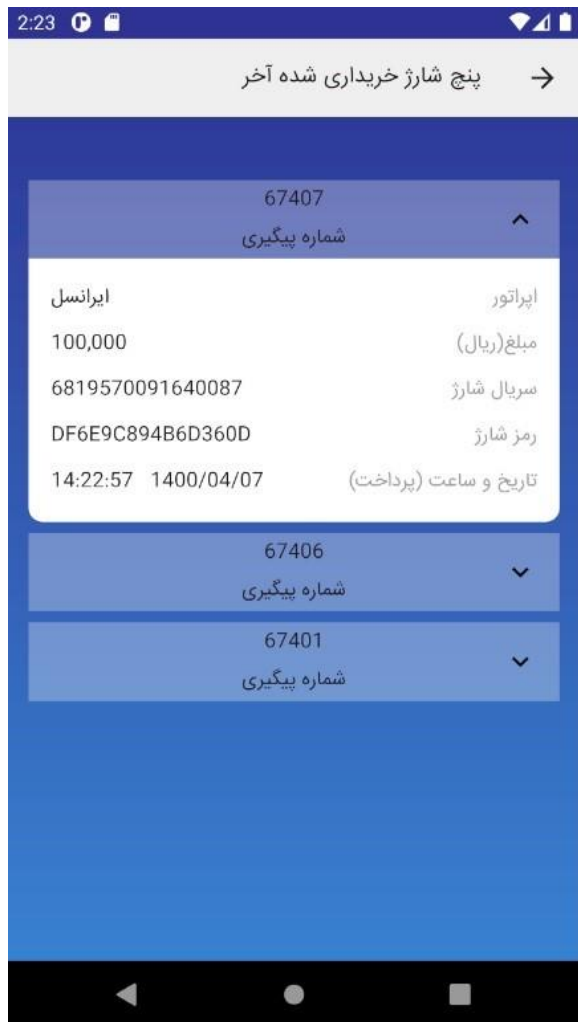 2:23
پنج شارژ خریداری شده آخر
67407
شماره پیگیری
اپراتور ایرانسل
مبلغ(ریال) 100,000
سریال شارژ 6819570091640087
رمز شارژ DF6E9C894B6D360D
تاریخ و ساعت (پرداخت) 14:22:57 1400/04/07
67406
شماره پیگیری
67401
شماره پیگیری